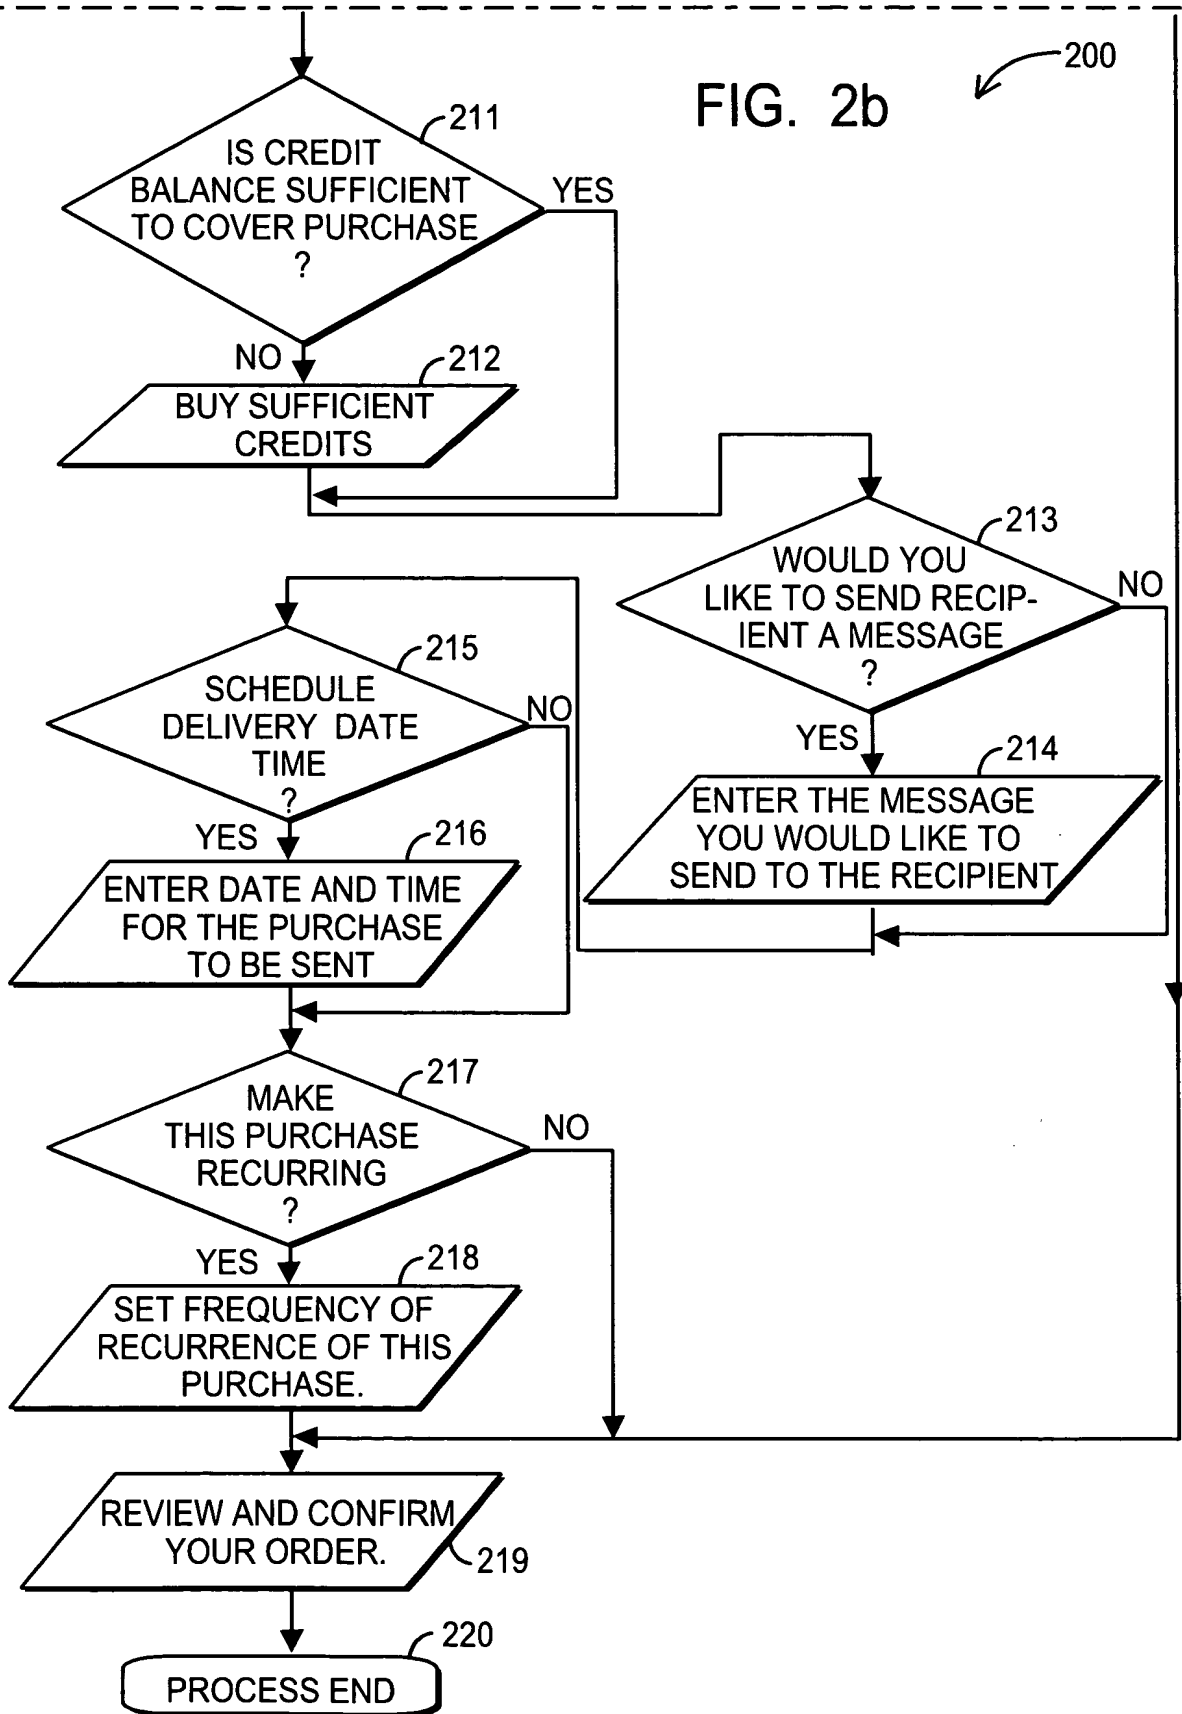 200
FIG. 2b
211
IS CREDIT
BALANCE SUFFICIENT
TO COVER PURCHASE
?
YES
NO
212
BUY SUFFICIENT
CREDITS
213
WOULD YOU
LIKE TO SEND RECIP-
IENT A MESSAGE
?
NO
YES
214
ENTER THE MESSAGE
YOU WOULD LIKE TO
SEND TO THE RECIPIENT
215
SCHEDULE
DELIVERY DATE
TIME
?
NO
YES
216
ENTER DATE AND TIME
FOR THE PURCHASE
TO BE SENT
217
MAKE
THIS PURCHASE
RECURRING
?
NO
YES
218
SET FREQUENCY OF
RECURRENCE OF THIS
PURCHASE.
REVIEW AND CONFIRM
YOUR ORDER.
219
220
PROCESS END